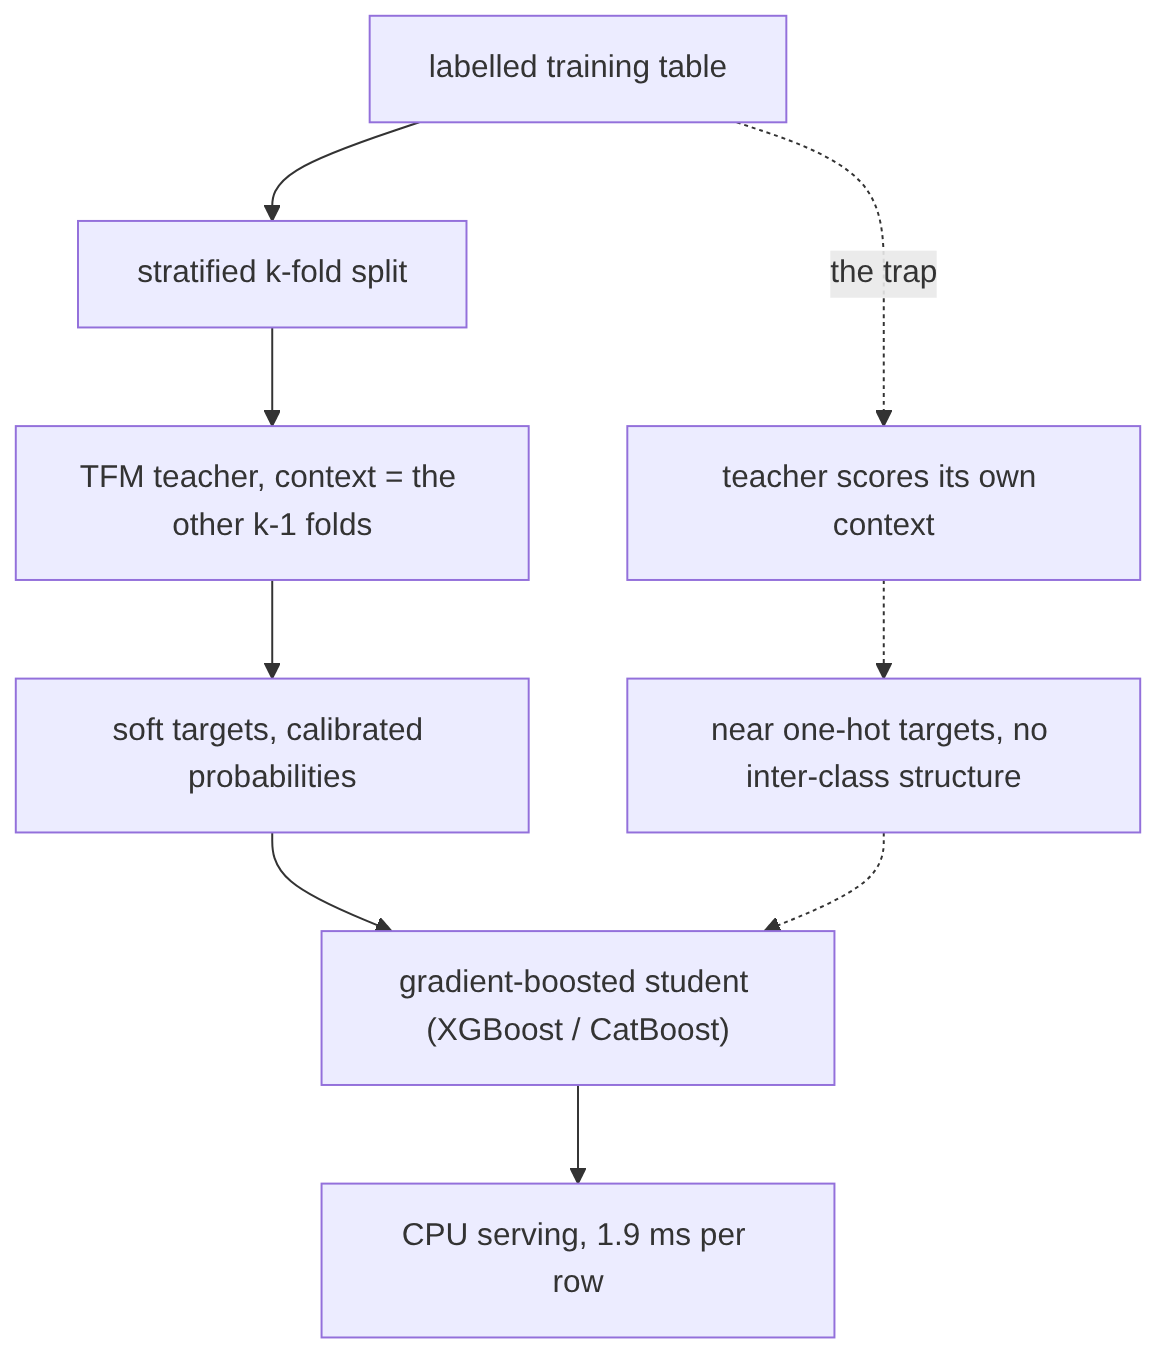 labelled training table
stratified k-fold split
the trap
TFM teacher, context = the
other k-1 folds
teacher scores its own
context
soft targets, calibrated
probabilities
near one-hot targets, no
inter-class structure
gradient-boosted student
(XGBoost / CatBoost)
CPU serving, 1.9 ms per
row